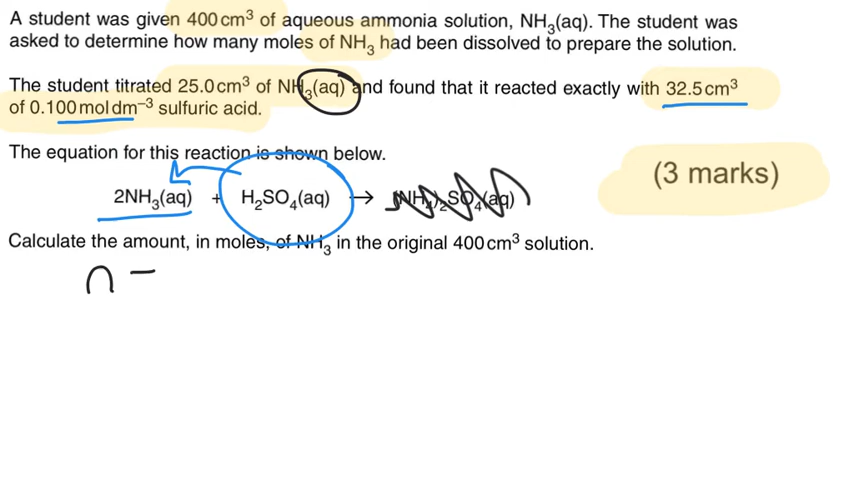 A student was given 400 cm³ of aqueous ammonia solution, NH₃(aq). The student was
asked to determine how many moles of NH₃ had been dissolved to prepare the solution.
The student titrated 25.0 cm³ of NH₃(aq) and found that it reacted exactly with 32.5 cm³
of 0.100 mol dm⁻³ sulfuric acid.
The equation for this reaction is shown below.
2NH₃(aq) + H₂SO₄(aq) → (NH₄)₂SO₄(aq)
(3 marks)
Calculate the amount, in moles, of NH₃ in the original 400 cm³ solution.
n =